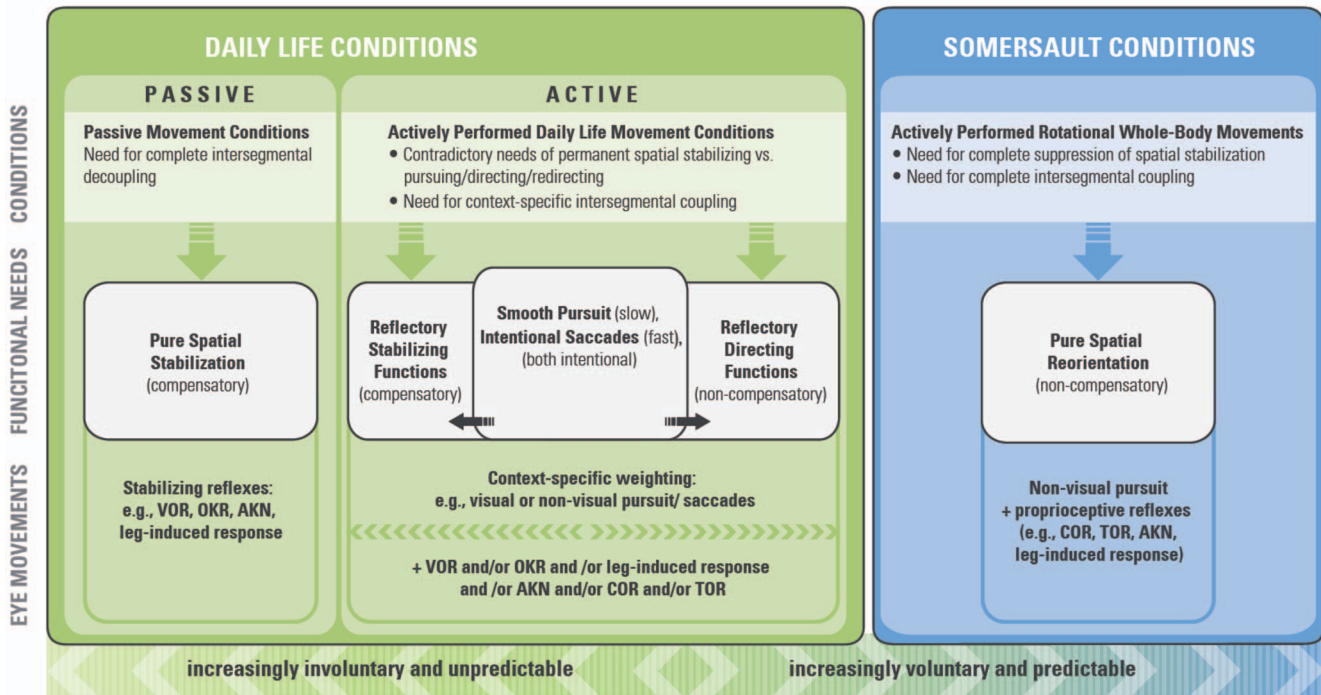 DAILY LIFE CONDITIONS
PASSIVE
Passive Movement Conditions
Need for complete intersegmental
decoupling
ACTIVE
Actively Performed Daily Life Movement Conditions
• Contradictory needs of permanent spatial stabilizing vs.
pursuing/directing/redirecting
• Need for context-specific intersegmental coupling
SOMERSAULT CONDITIONS
Actively Performed Rotational Whole-Body Movements
• Need for complete suppression of spatial stabilization
• Need for complete intersegmental coupling
CONDITIONS
FUNCITONAL NEEDS
EYE MOVEMENTS
Pure Spatial
Stabilization
(compensatory)
Reflectory
Stabilizing
Functions
(compensatory)
Smooth Pursuit (slow),
Intentional Saccades (fast),
(both intentional)
Reflectory
Directing
Functions
(non-compensatory)
Pure Spatial
Reorientation
(non-compensatory)
Stabilizing reflexes:
e.g., VOR, OKR, AKN,
leg-induced response
Context-specific weighting:
e.g., visual or non-visual pursuit/ saccades
+ VOR and/or OKR and /or leg-induced response
and /or AKN and/or COR and/or TOR
Non-visual pursuit
+ proprioceptive reflexes
(e.g., COR, TOR, AKN,
leg-induced response)
increasingly involuntary and unpredictable
increasingly voluntary and predictable